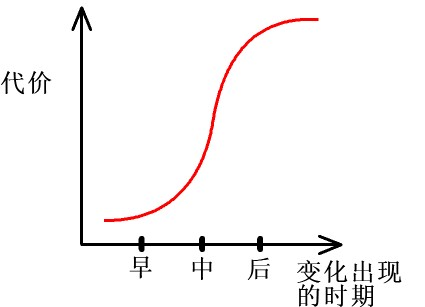 代价
早 中 后
变化出现
的时期